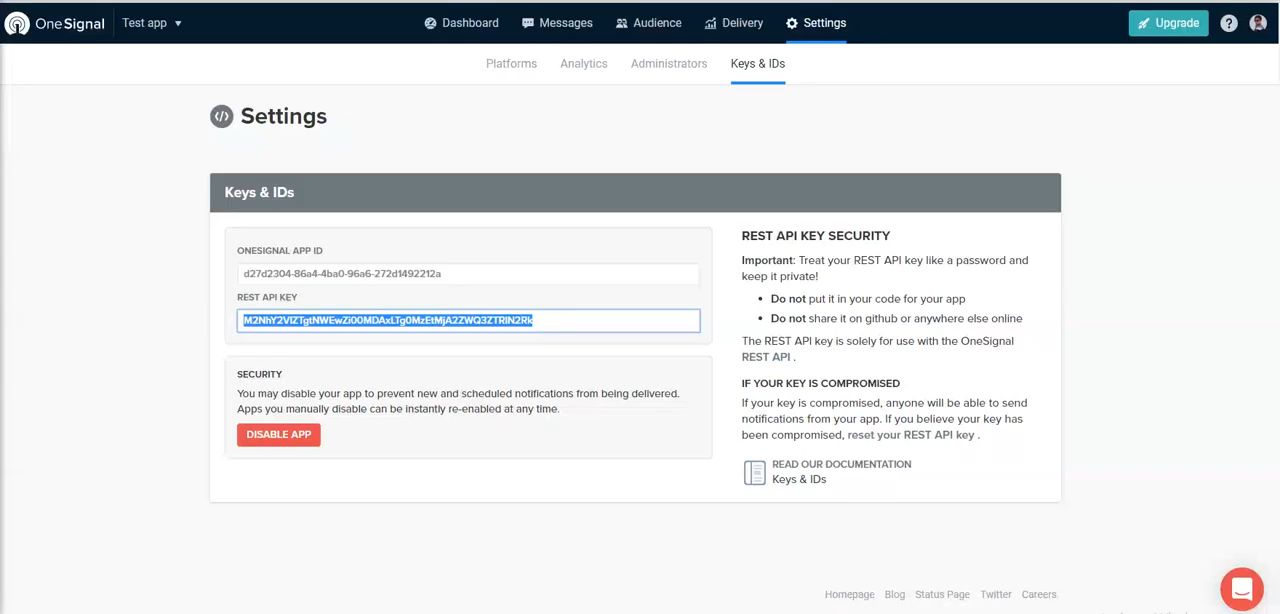 OneSignal
Test app
Dashboard
Messages
Audience
Delivery
Settings
Upgrade
?
Platforms
Analytics
Administrators
Keys & IDs
Settings
Keys & IDs
ONESIGNAL APP ID
d27d2304-86a4-4ba0-96a6-272d1492212a
REST API KEY
M2NhY2VlZTgtNWEwZi00MDAxLTg0MzEtMjA2ZWQ3ZTRlN2Rk
SECURITY
You may disable your app to prevent new and scheduled notifications from being delivered.
Apps you manually disable can be instantly re-enabled at any time.
DISABLE APP
REST API KEY SECURITY
Important: Treat your REST API key like a password and
keep it private!
• Do not put it in your code for your app
• Do not share it on github or anywhere else online
The REST API key is solely for use with the OneSignal
REST API .
IF YOUR KEY IS COMPROMISED
If your key is compromised, anyone will be able to send
notifications from your app. If you believe your key has
been compromised, reset your REST API key .
READ OUR DOCUMENTATION
Keys & IDs
Homepage
Blog
Status Page
Twitter
Careers